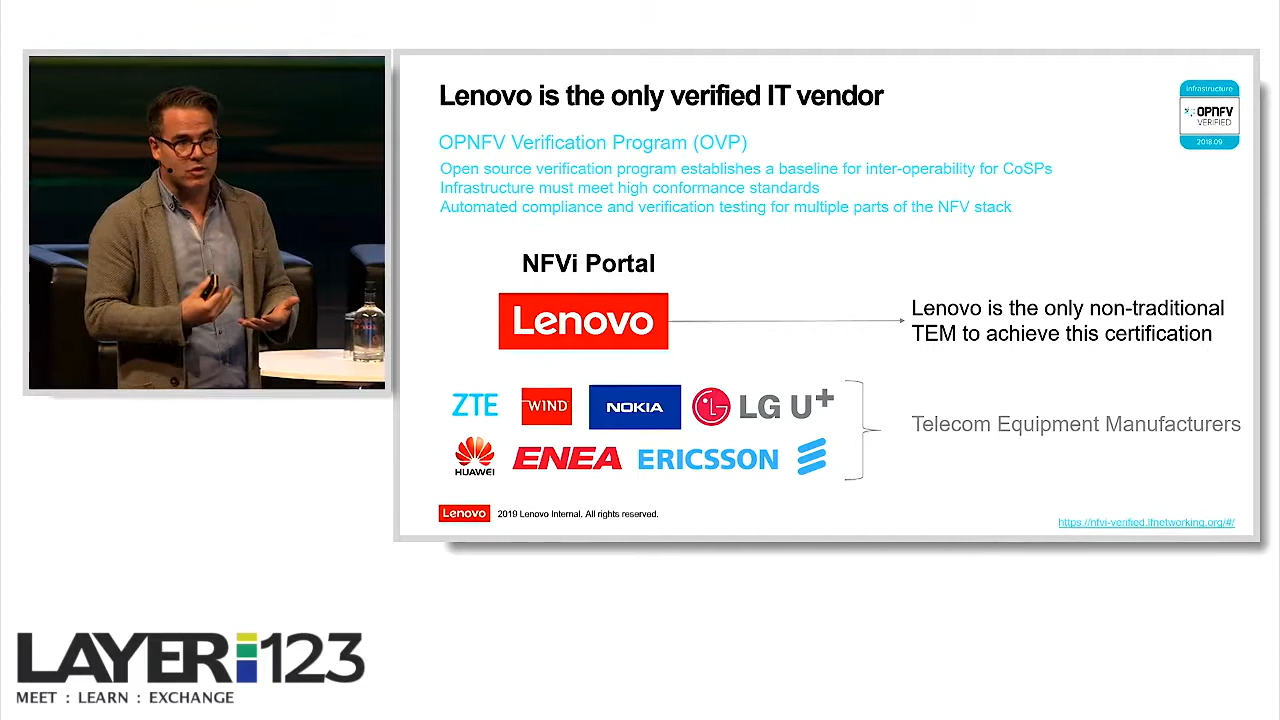 Lenovo is the only verified IT vendor
Infrastructure
OPNFV
VERIFIED
2018.09
OPNFV Verification Program (OVP)
Open source verification program establishes a baseline for inter-operability for CoSPs
Infrastructure must meet high conformance standards
Automated compliance and verification testing for multiple parts of the NFV stack
NFVi Portal
Lenovo
Lenovo is the only non-traditional
TEM to achieve this certification
ZTE
WIND
NOKIA
LG U+
HUAWEI
ENEA
ERICSSON
Telecom Equipment Manufacturers
Lenovo
2019 Lenovo Internal. All rights reserved.
https://nfvi-verified.lfnetworking.org/#/
LAYER 123
MEET : LEARN : EXCHANGE